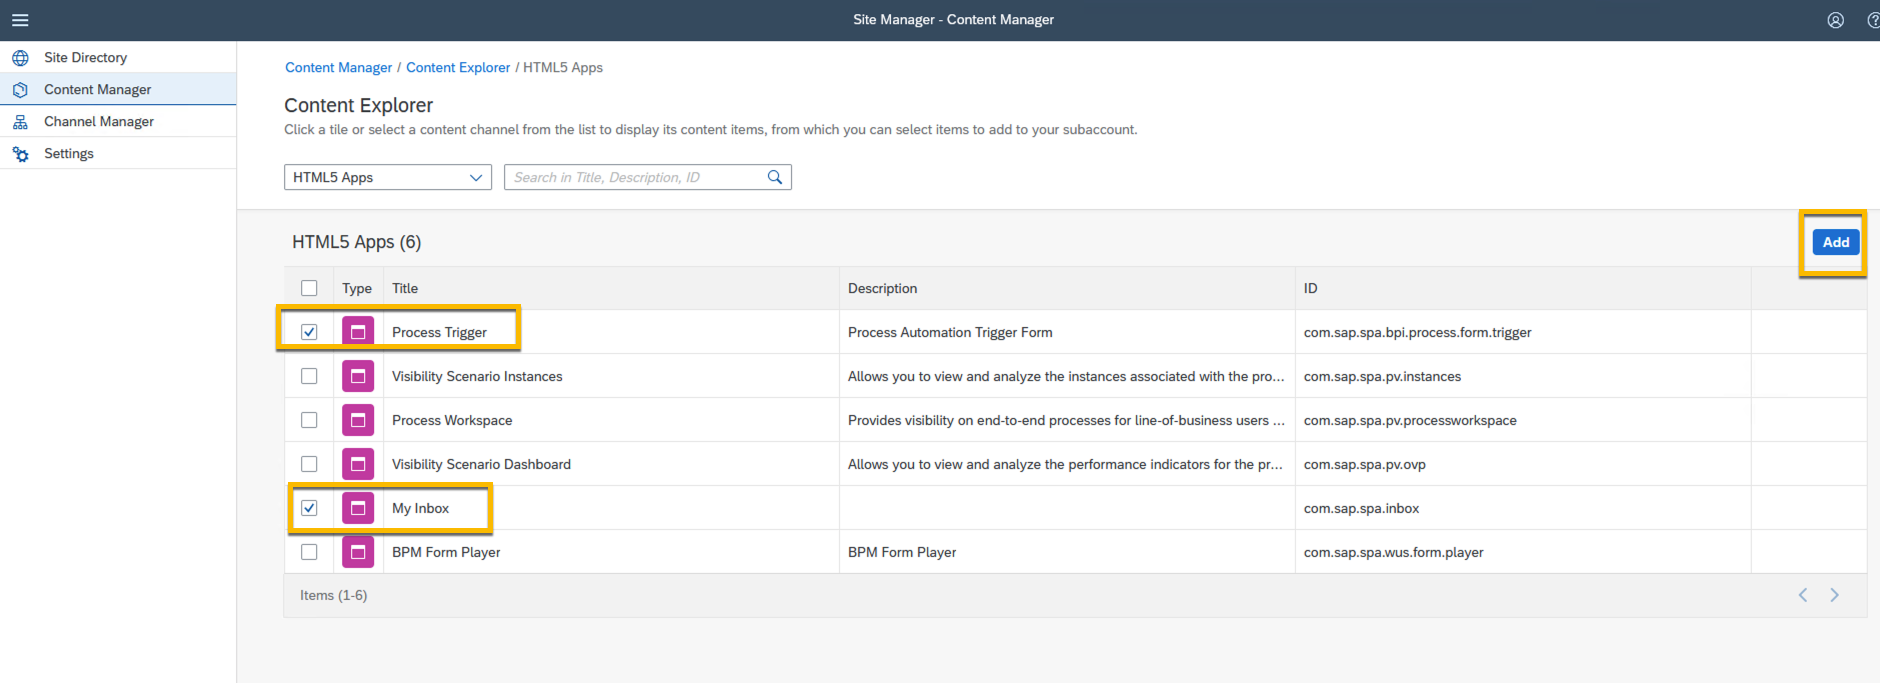 Site Manager - Content Manager
Site Directory
Content Manager
Channel Manager
Settings
Content Manager / Content Explorer / HTML5 Apps
Content Explorer
Click a tile or select a content channel from the list to display its content items, from which you can select items to add to your subaccount.
HTML5 Apps
Search in Title, Description, ID
HTML5 Apps (6)
Add
Type Title Description ID
Process Trigger Process Automation Trigger Form com.sap.spa.bpi.process.form.trigger
Visibility Scenario Instances Allows you to view and analyze the instances associated with the pro... com.sap.spa.pv.instances
Process Workspace Provides visibility on end-to-end processes for line-of-business users ... com.sap.spa.pv.processworkspace
Visibility Scenario Dashboard Allows you to view and analyze the performance indicators for the pr... com.sap.spa.pv.ovp
My Inbox com.sap.spa.inbox
BPM Form Player BPM Form Player com.sap.spa.wus.form.player
Items (1-6)